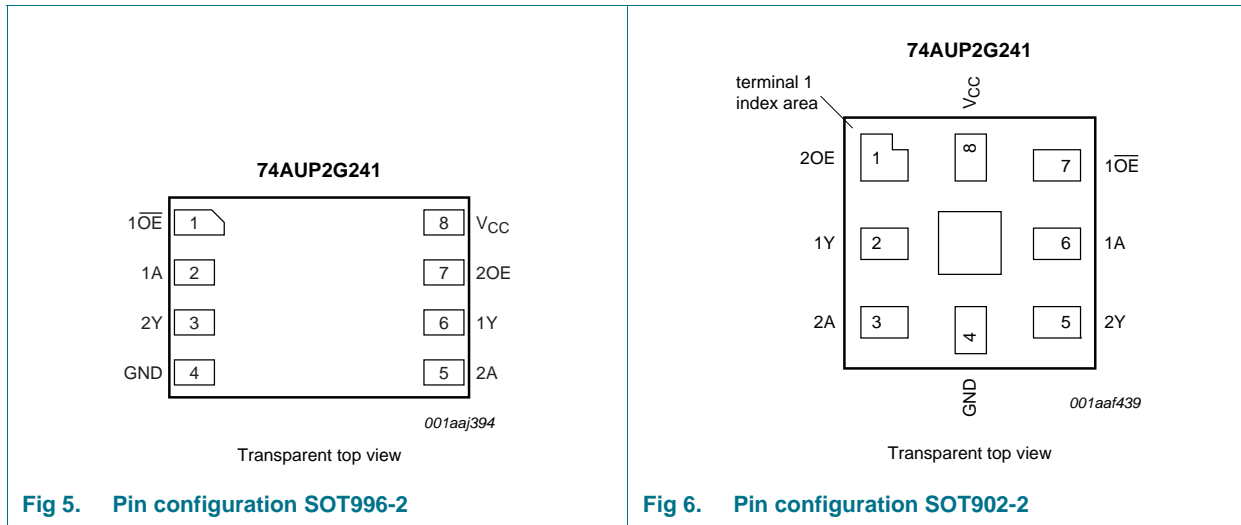 74AUP2G241
1O̅E̅ 1 8 VCC
1A 2 7 2OE
2Y 3 6 1Y
GND 4 5 2A
001aaj394
Transparent top view
Fig 5. Pin configuration SOT996-2
74AUP2G241
terminal 1
index area
VCC
2OE 1 8 7 1O̅E̅
1Y 2 6 1A
2A 3 4 5 2Y
GND
001aaf439
Transparent top view
Fig 6. Pin configuration SOT902-2